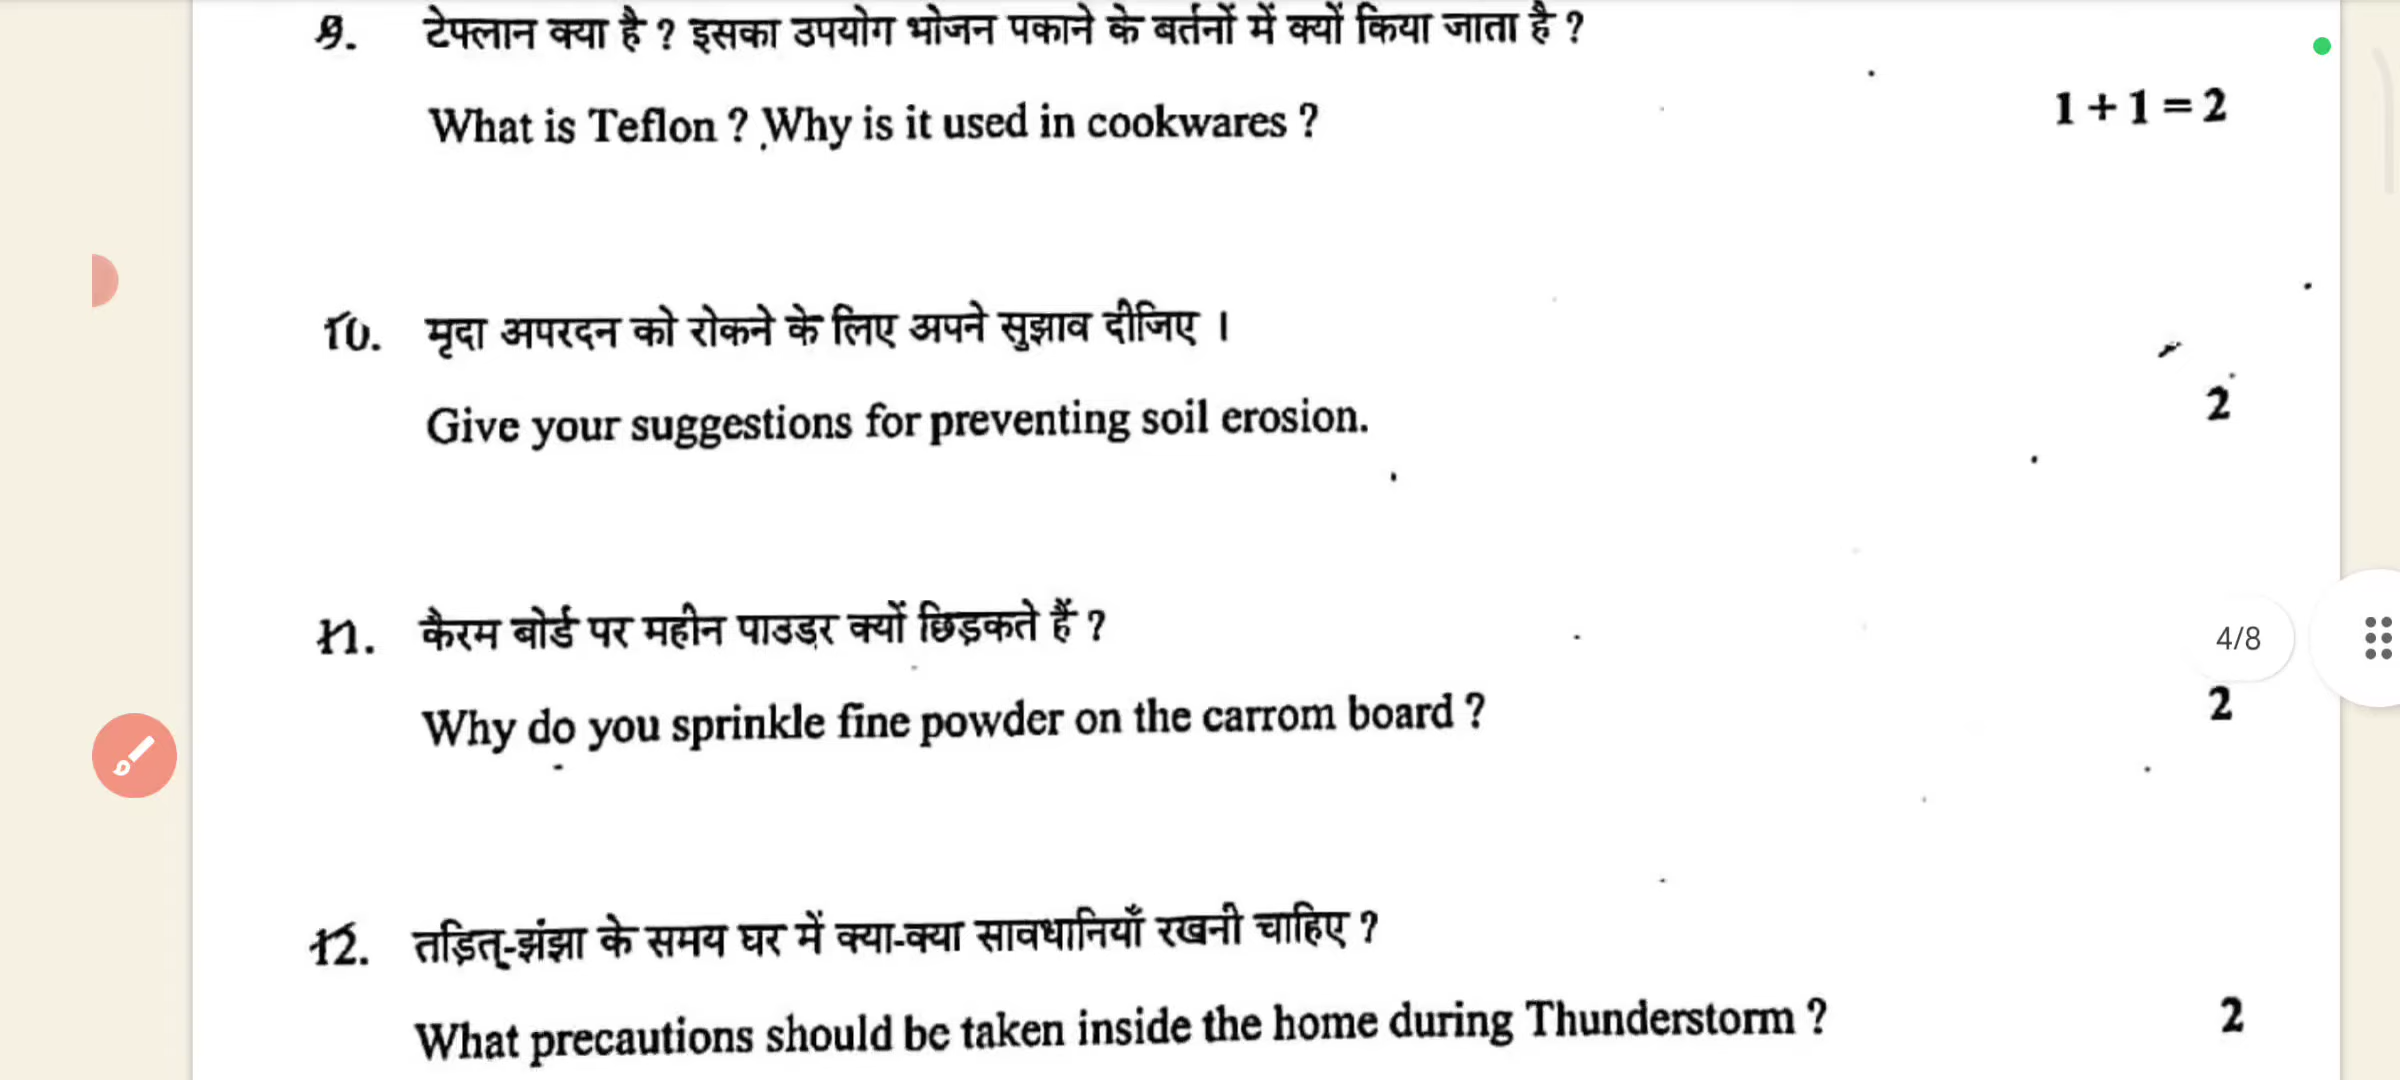 9. टेफ्लान क्या है ? इसका उपयोग भोजन पकाने के बर्तनों में क्यों किया जाता है ?
What is Teflon ? Why is it used in cookwares ? 1 + 1 = 2
10. मृदा अपरदन को रोकने के लिए अपने सुझाव दीजिए ।
Give your suggestions for preventing soil erosion. 2
11. कैरम बोर्ड पर महीन पाउडर क्यों छिड़कते हैं ?
4/8
Why do you sprinkle fine powder on the carrom board ? 2
12. तड़ित्-झंझा के समय घर में क्या-क्या सावधानियाँ रखनी चाहिए ?
What precautions should be taken inside the home during Thunderstorm ? 2